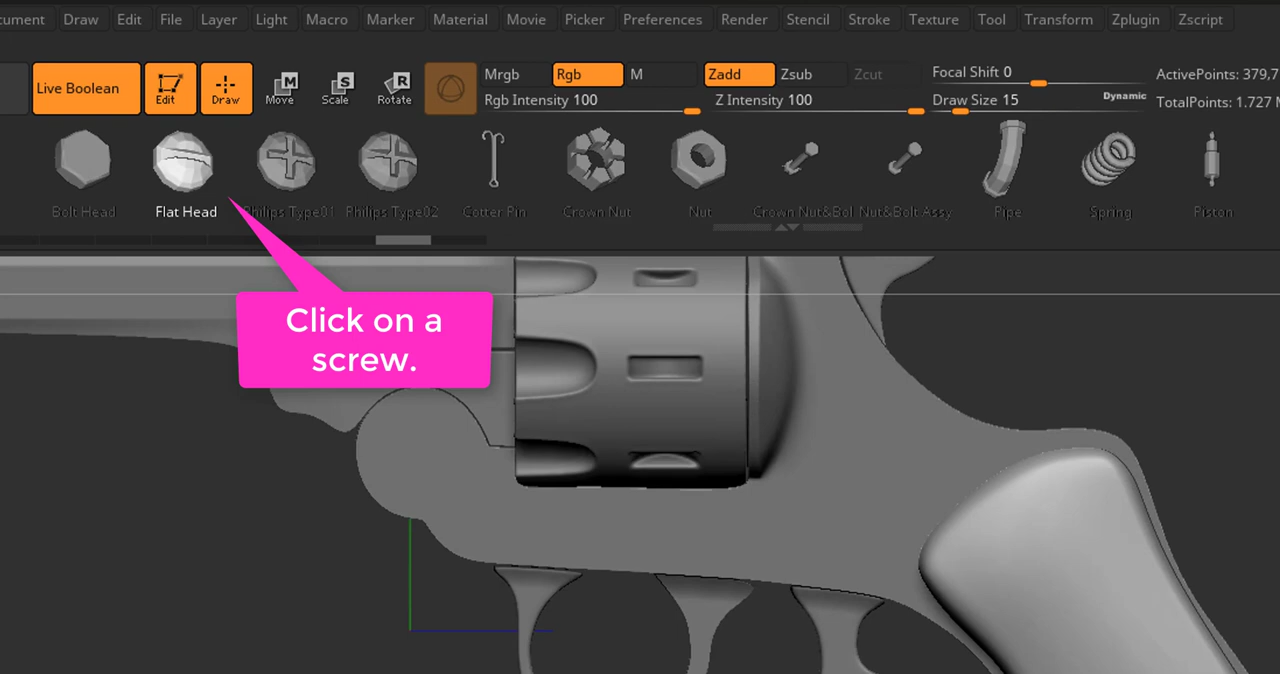 cument Draw Edit File Layer Light Macro Marker Material Movie Picker Preferences Render Stencil Stroke Texture Tool Transform Zplugin Zscript
Live Boolean Edit Draw Move Scale Rotate Mrgb Rgb M Zadd Zsub Zcut Focal Shift 0 ActivePoints: 379,7
M S R Rgb Intensity 100 Z Intensity 100 Draw Size 15 Dynamic TotalPoints: 1.727 M
Bolt Head Flat Head Philips Type01 Philips Type02 Cotter Pin Crown Nut Nut Crown Nut&Bol Nut&Bolt Assy Pipe Spring Piston
Click on a
screw.